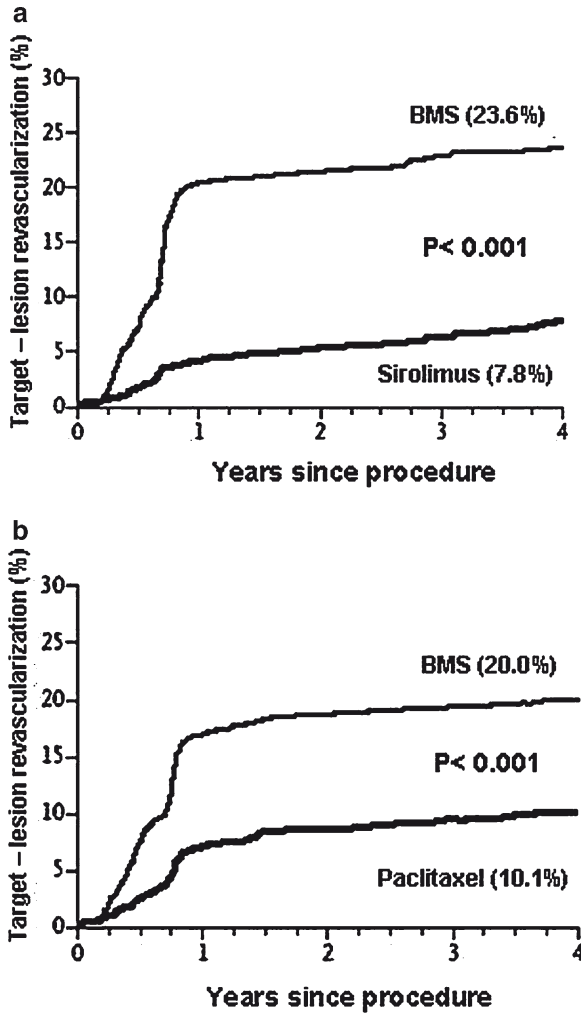 a
Target – lesion revascularization (%)
30
25
20
15
10
5
0
BMS (23.6%)
P< 0.001
Sirolimus (7.8%)
0 1 2 3 4
Years since procedure
b
Target – lesion revascularization (%)
30
25
20
15
10
5
0
BMS (20.0%)
P< 0.001
Paclitaxel (10.1%)
0 1 2 3 4
Years since procedure